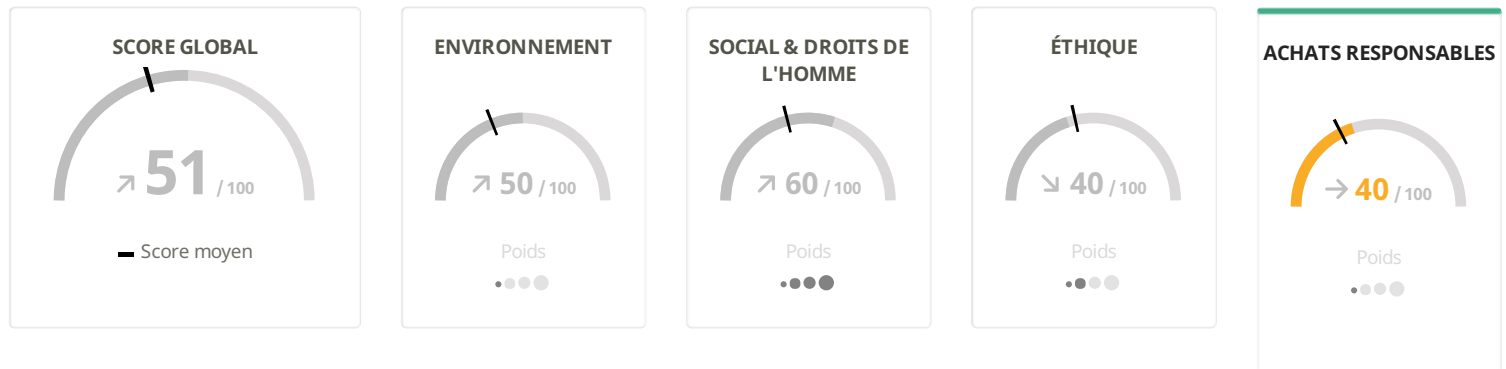 SCORE GLOBAL
51 / 100
Score moyen
ENVIRONNEMENT
50 / 100
Poids
SOCIAL & DROITS DE
L'HOMME
60 / 100
Poids
ÉTHIQUE
40 / 100
Poids
ACHATS RESPONSABLES
40 / 100
Poids